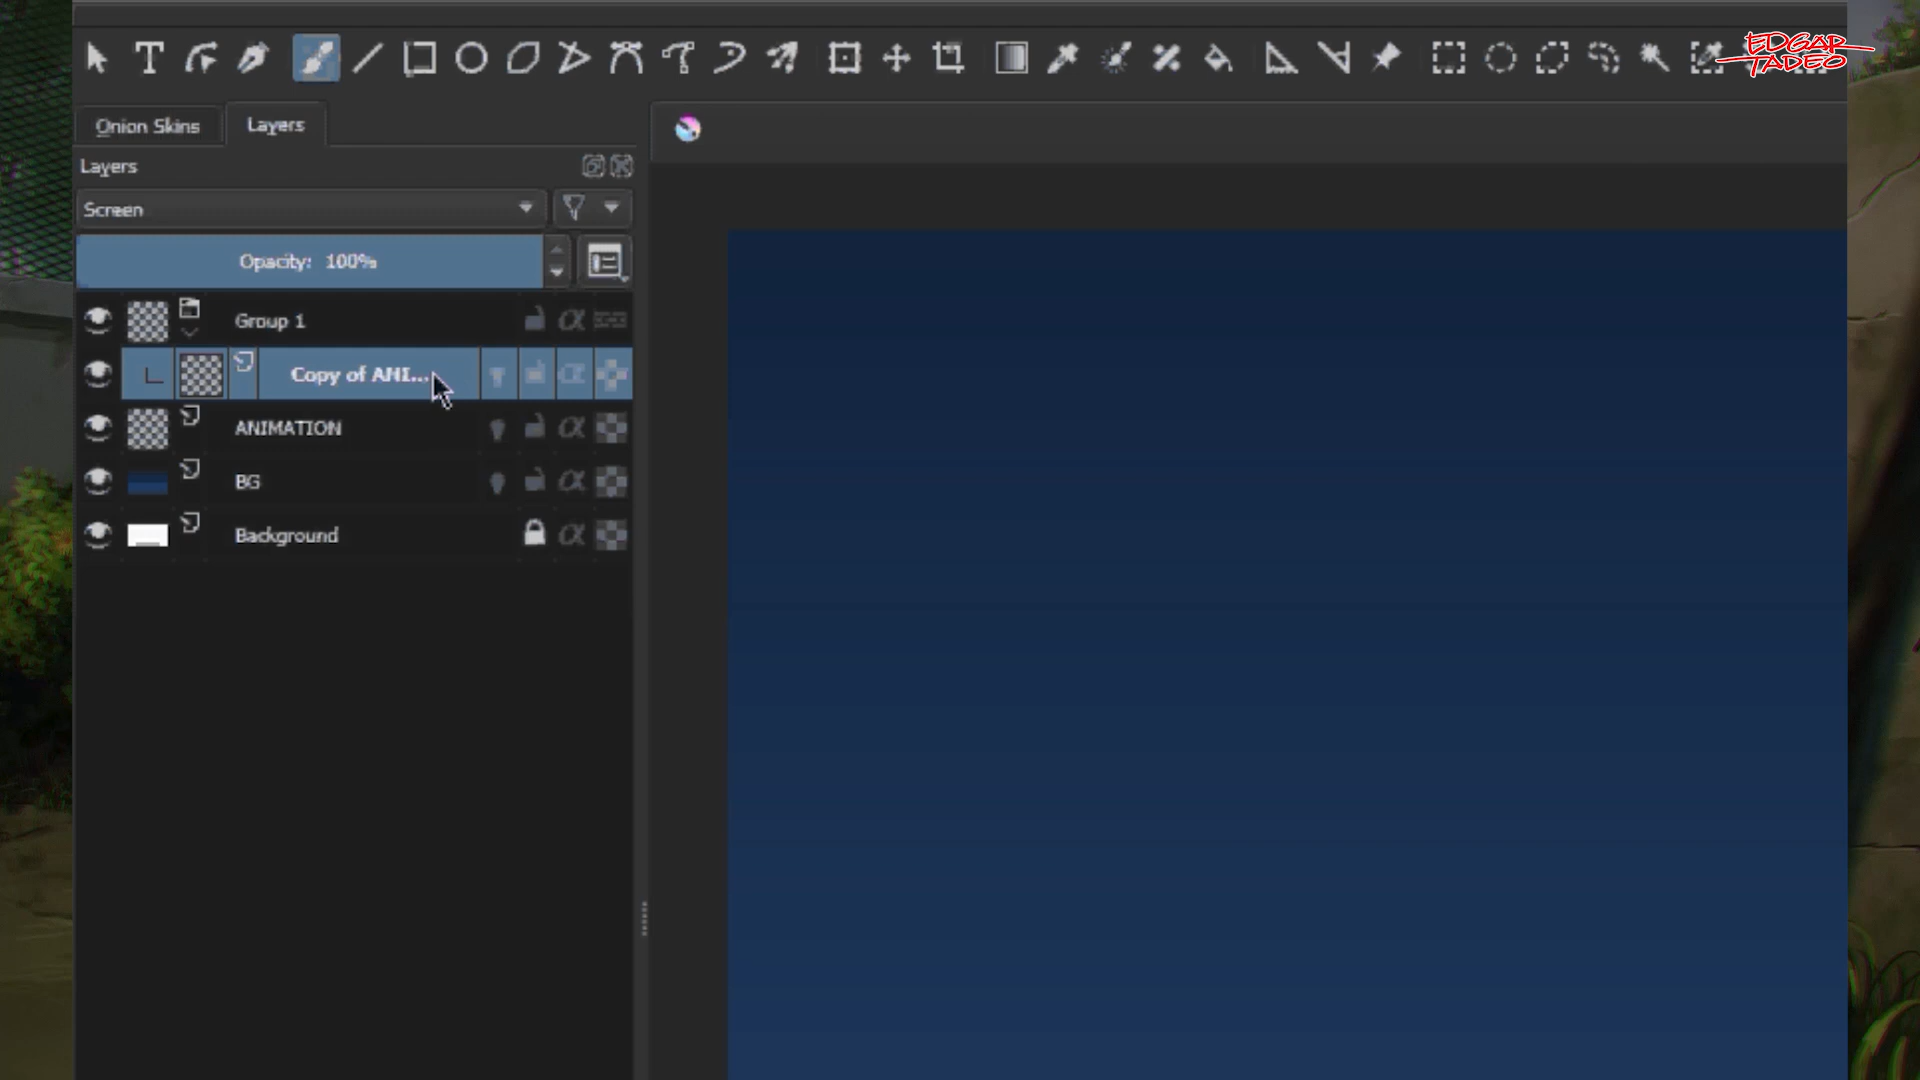 EDGAR
TADEO
Onion Skins
Layers
Layers
Screen
Opacity: 100%
Group 1
Copy of ANI...
ANIMATION
BG
Background